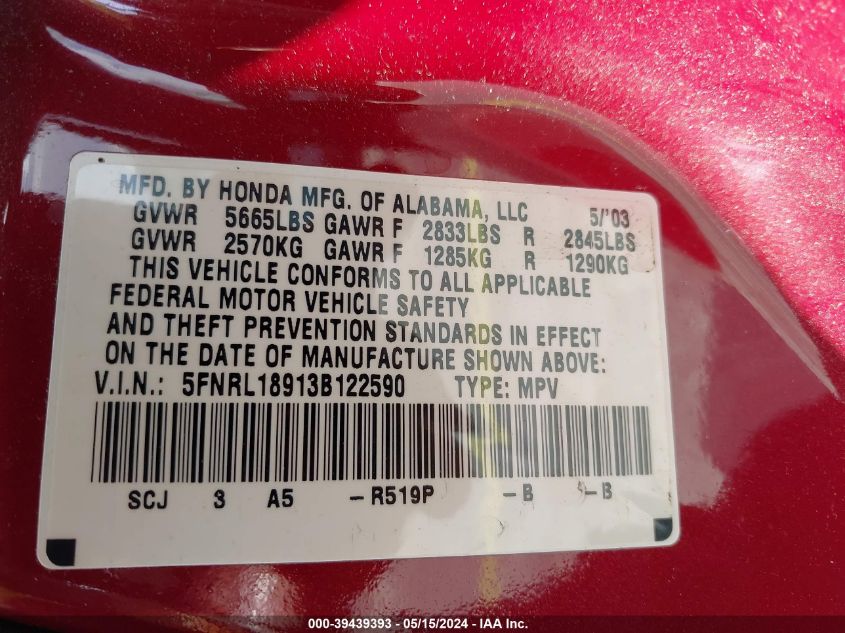 MFD. BY HONDA MFG. OF ALABAMA, LLC 5/'03
GVWR 5665LBS GAWR F 2833LBS R 2845LBS
GVWR 2570KG GAWR F 1285KG R 1290KG
THIS VEHICLE CONFORMS TO ALL APPLICABLE
FEDERAL MOTOR VEHICLE SAFETY
AND THEFT PREVENTION STANDARDS IN EFFECT
ON THE DATE OF MANUFACTURE SHOWN ABOVE:
V.I.N.: 5FNRL18913B122590 TYPE: MPV
SCJ 3 A5 -R519P -B -B
000-39439393 - 05/15/2024 - IAA Inc.